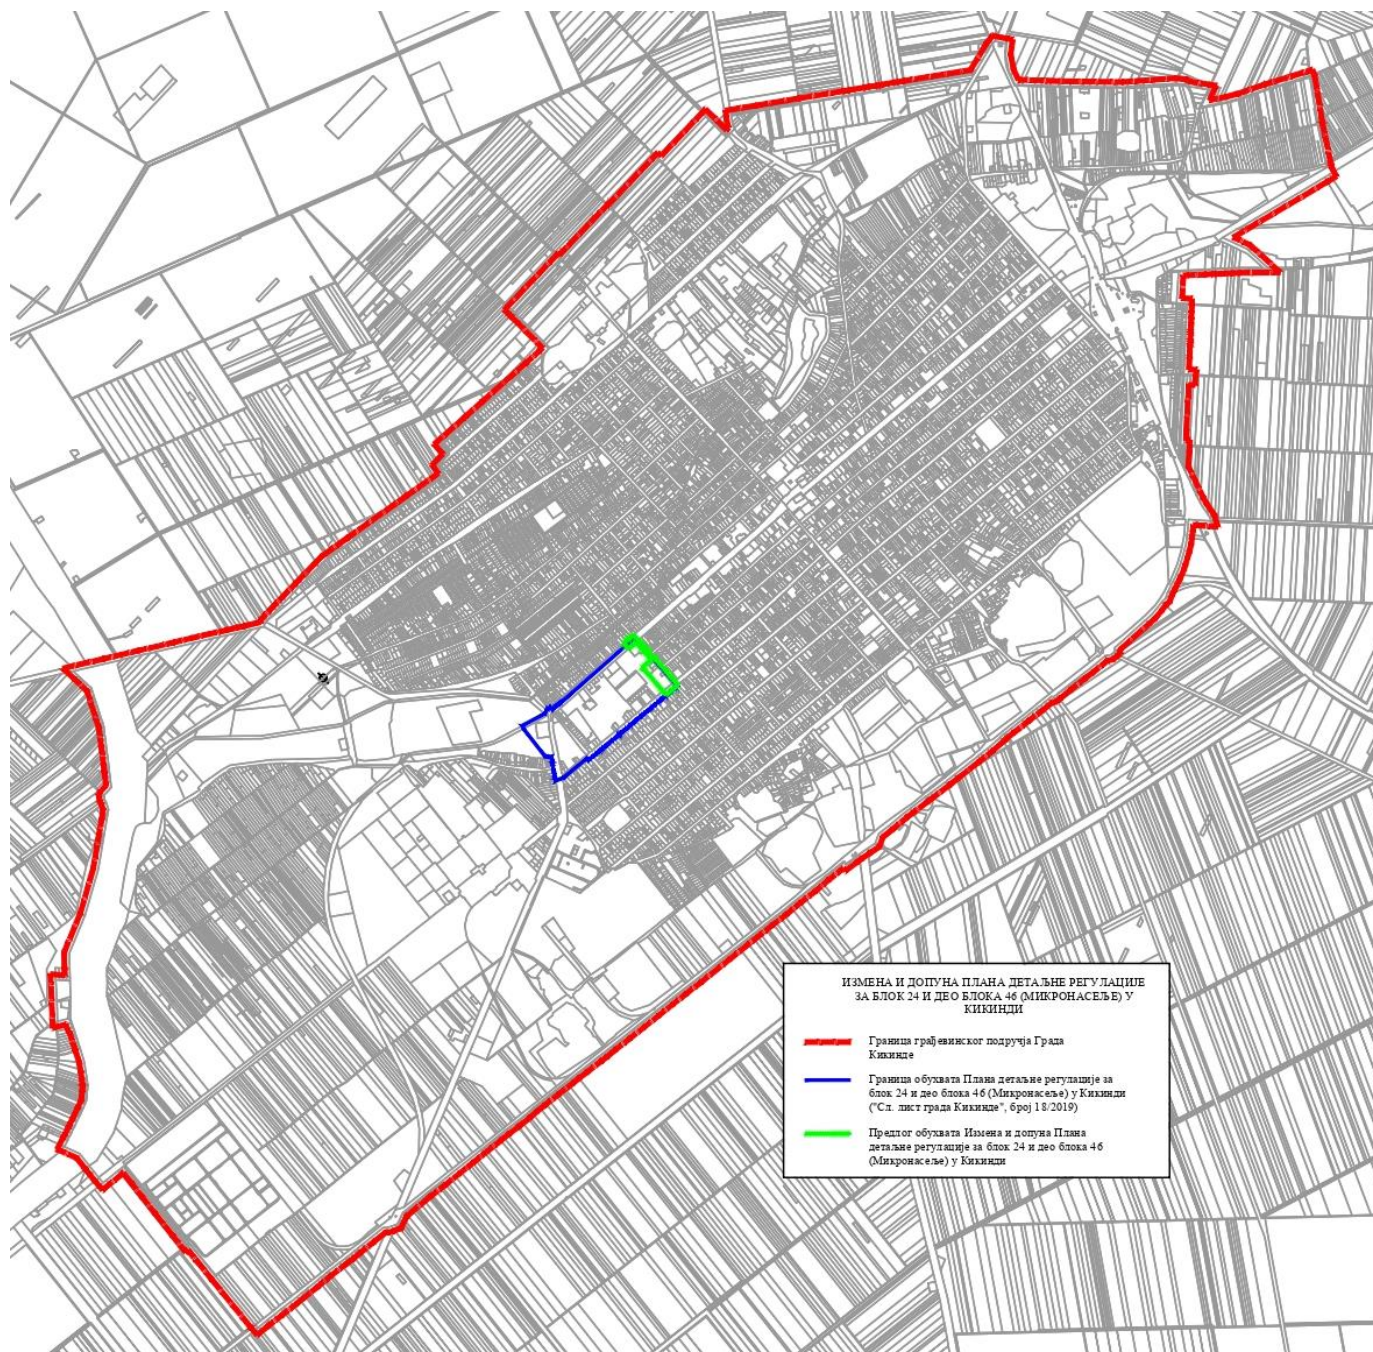 ИЗМЕНА И ДОПУНА ПЛАНА ДЕТАЉНЕ РЕГУЛАЦИЈЕ
ЗА БЛОК 24 И ДЕО БЛОКА 46 (МИКРОНАСЕЉЕ) У
КИКИНДИ
Граница грађевинског подручја Града
Кикинде
Граница обухвата Плана детаљне регулације за
блок 24 и део блока 46 (Микронасеље) у Кикинди
("Сл. лист града Кикинде", број 18/2019)
Предлог обухвата Измена и допуна Плана
детаљне регулације за блок 24 и део блока 46
(Микронасеље) у Кикинди